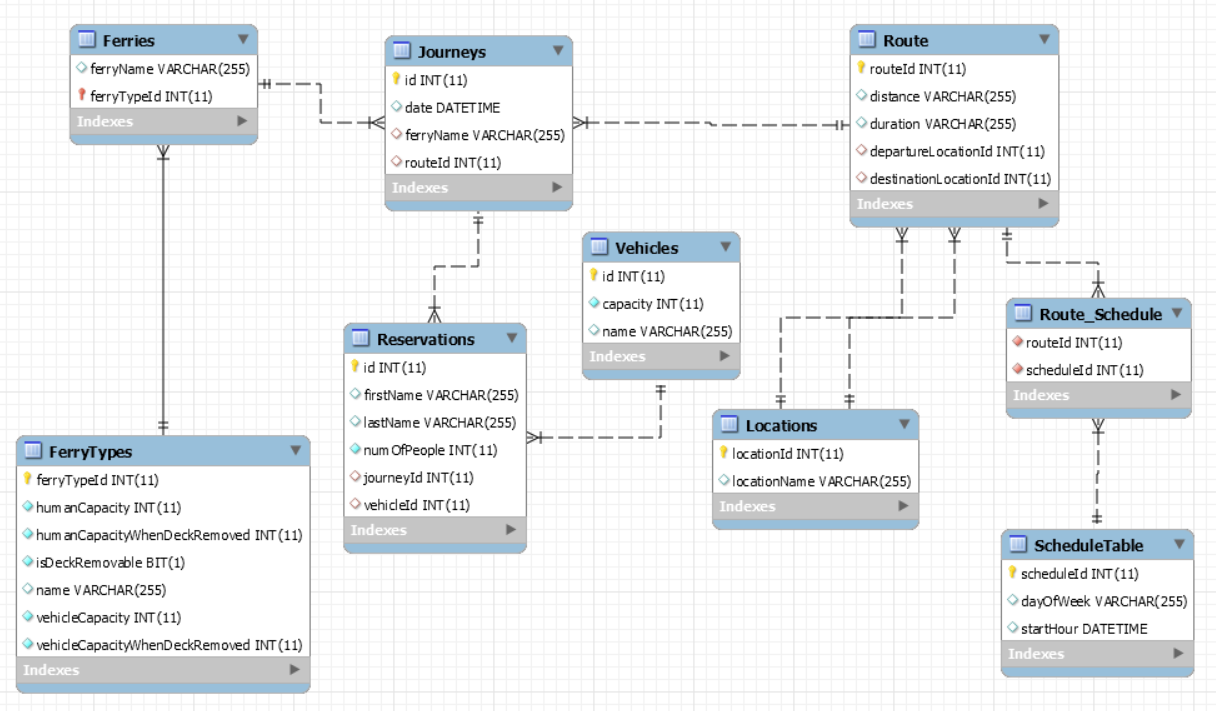 Ferries
ferryName VARCHAR(255)
ferryTypeId INT(11)
Indexes
Journeys
id INT(11)
date DATETIME
ferryName VARCHAR(255)
routeId INT(11)
Indexes
Route
routeId INT(11)
distance VARCHAR(255)
duration VARCHAR(255)
departureLocationId INT(11)
destinationLocationId INT(11)
Indexes
Vehicles
id INT(11)
capacity INT(11)
name VARCHAR(255)
Indexes
Route_Schedule
routeId INT(11)
scheduleId INT(11)
Indexes
Reservations
id INT(11)
firstName VARCHAR(255)
lastName VARCHAR(255)
numOfPeople INT(11)
journeyId INT(11)
vehicleId INT(11)
Indexes
Locations
locationId INT(11)
locationName VARCHAR(255)
Indexes
FerryTypes
ferryTypeId INT(11)
humanCapacity INT(11)
humanCapacityWhenDeckRemoved INT(11)
isDeckRemovable BIT(1)
name VARCHAR(255)
vehicleCapacity INT(11)
vehicleCapacityWhenDeckRemoved INT(11)
Indexes
ScheduleTable
scheduleId INT(11)
dayOfWeek VARCHAR(255)
startHour DATETIME
Indexes